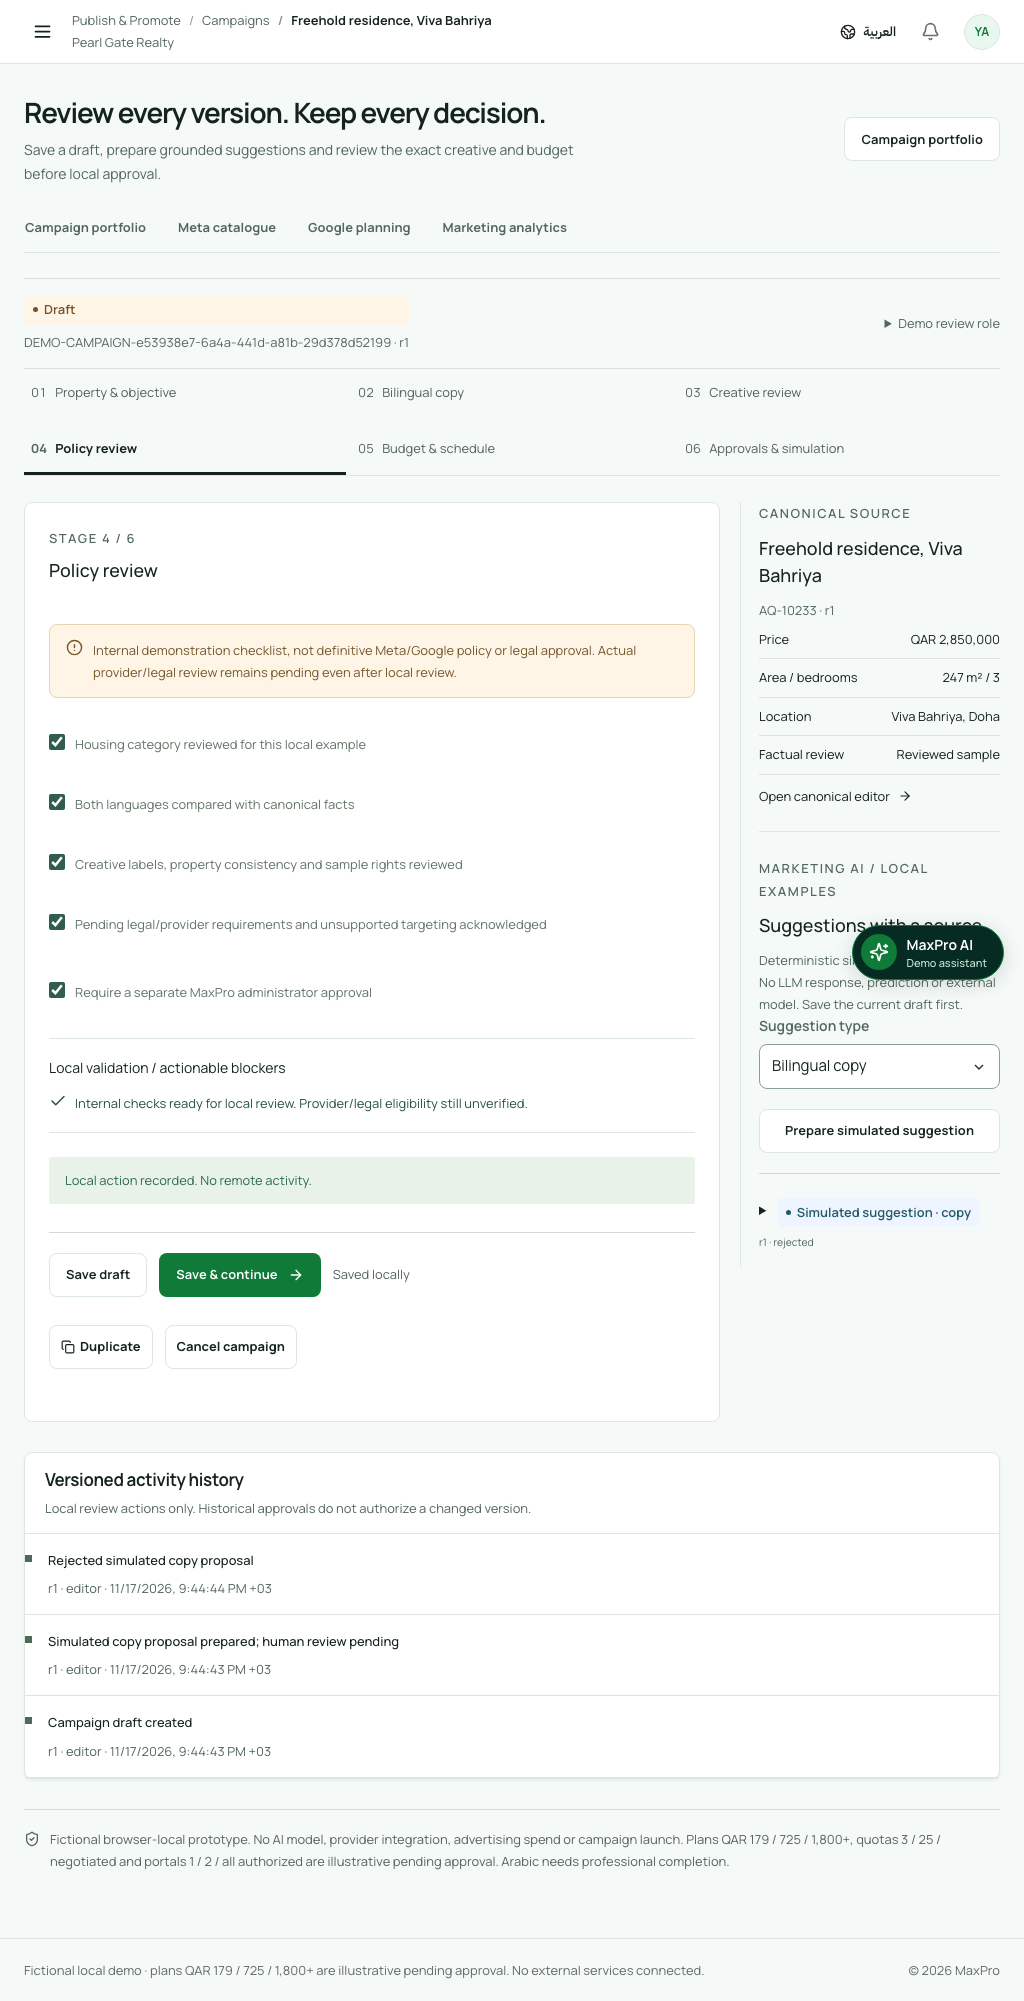 Publish & Promote / Campaigns / Freehold residence, Viva Bahriya
Pearl Gate Realty
العربية
YA
Review every version. Keep every decision.
Save a draft, prepare grounded suggestions and review the exact creative and budget
before local approval.
Campaign portfolio
Campaign portfolio
Meta catalogue
Google planning
Marketing analytics
Draft
DEMO-CAMPAIGN-e53938e7-6a4a-441d-a81b-29d378d52199 · r1
Demo review role
01 Property & objective
02 Bilingual copy
03 Creative review
04 Policy review
05 Budget & schedule
06 Approvals & simulation
STAGE 4 / 6
Policy review
Internal demonstration checklist, not definitive Meta/Google policy or legal approval. Actual
provider/legal review remains pending even after local review.
Housing category reviewed for this local example
Both languages compared with canonical facts
Creative labels, property consistency and sample rights reviewed
Pending legal/provider requirements and unsupported targeting acknowledged
Require a separate MaxPro administrator approval
Local validation / actionable blockers
Internal checks ready for local review. Provider/legal eligibility still unverified.
Local action recorded. No remote activity.
Save draft
Save & continue
Saved locally
Duplicate
Cancel campaign
CANONICAL SOURCE
Freehold residence, Viva
Bahriya
AQ-10233 · r1
Price QAR 2,850,000
Area / bedrooms 247 m² / 3
Location Viva Bahriya, Doha
Factual review Reviewed sample
Open canonical editor
MARKETING AI / LOCAL
EXAMPLES
Suggestions with a source
Deterministic
No LLM response, prediction or external
model. Save the current draft first.
MaxPro AI
Demo assistant
Suggestion type
Bilingual copy
Prepare simulated suggestion
Simulated suggestion · copy
r1 · rejected
Versioned activity history
Local review actions only. Historical approvals do not authorize a changed version.
Rejected simulated copy proposal
r1 · editor · 11/17/2026, 9:44:44 PM +03
Simulated copy proposal prepared; human review pending
r1 · editor · 11/17/2026, 9:44:43 PM +03
Campaign draft created
r1 · editor · 11/17/2026, 9:44:43 PM +03
Fictional browser-local prototype. No AI model, provider integration, advertising spend or campaign launch. Plans QAR 179 / 725 / 1,800+, quotas 3 / 25 /
negotiated and portals 1 / 2 / all authorized are illustrative pending approval. Arabic needs professional completion.
Fictional local demo · plans QAR 179 / 725 / 1,800+ are illustrative pending approval. No external services connected.
© 2026 MaxPro